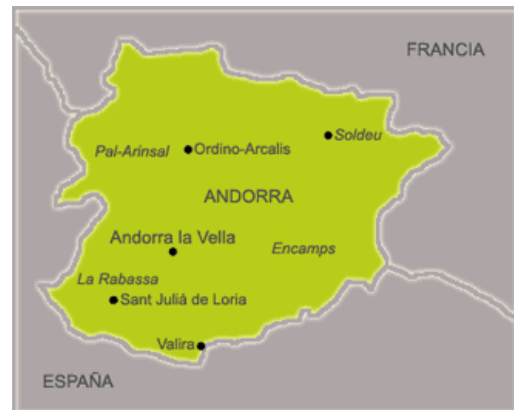 FRANCIA
Soldeu
Pal-Arinsal
Ordino-Arcalis
ANDORRA
Andorra la Vella
Encamps
La Rabassa
Sant Juliá de Loria
Valira
ESPAÑA